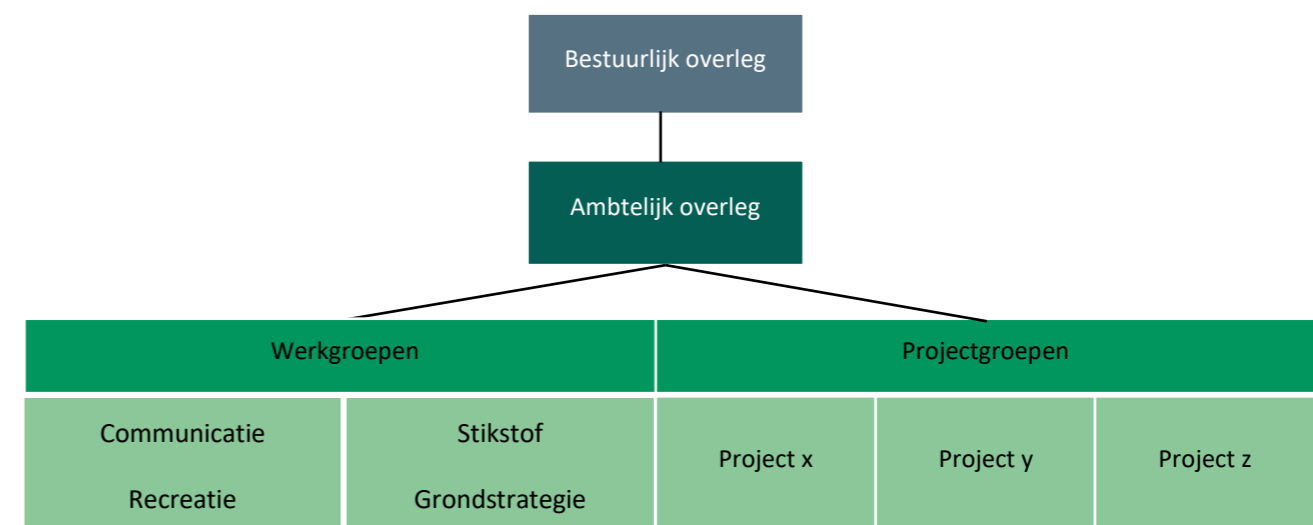 Bestuurlijk overleg
Ambtelijk overleg
Werkgroepen
Projectgroepen
Communicatie
Recreatie
Stikstof
Grondstrategie
Project x
Project y
Project z